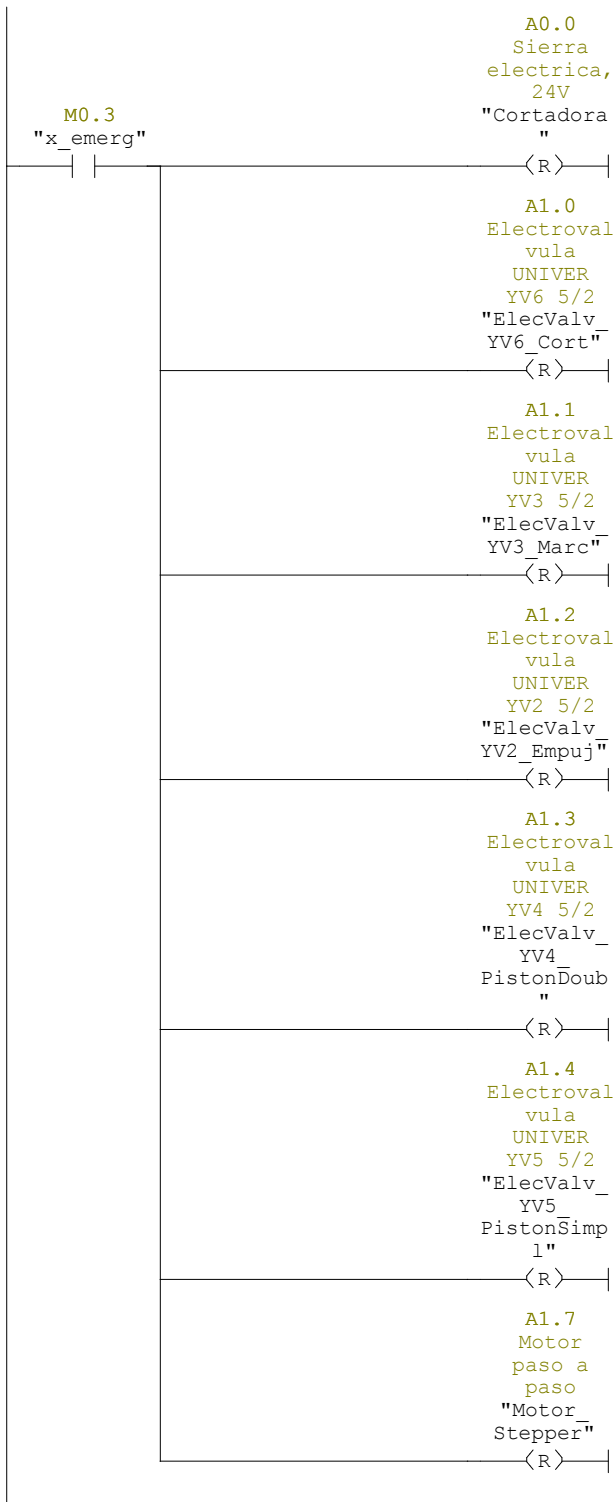 A0.0
Sierra
electrica,
24V
"Cortadora
"
M0.3
"x_emerg"
R
A1.0
Electroval
vula
UNIVER
YV6 5/2
"ElecValv_
YV6_Cort"
R
A1.1
Electroval
vula
UNIVER
YV3 5/2
"ElecValv_
YV3_Marc"
R
A1.2
Electroval
vula
UNIVER
YV2 5/2
"ElecValv_
YV2_Empuj"
R
A1.3
Electroval
vula
UNIVER
YV4 5/2
"ElecValv_
YV4_
PistonDoub
"
R
A1.4
Electroval
vula
UNIVER
YV5 5/2
"ElecValv_
YV5_
PistonSimp
l"
R
A1.7
Motor
paso a
paso
"Motor_
Stepper"
R